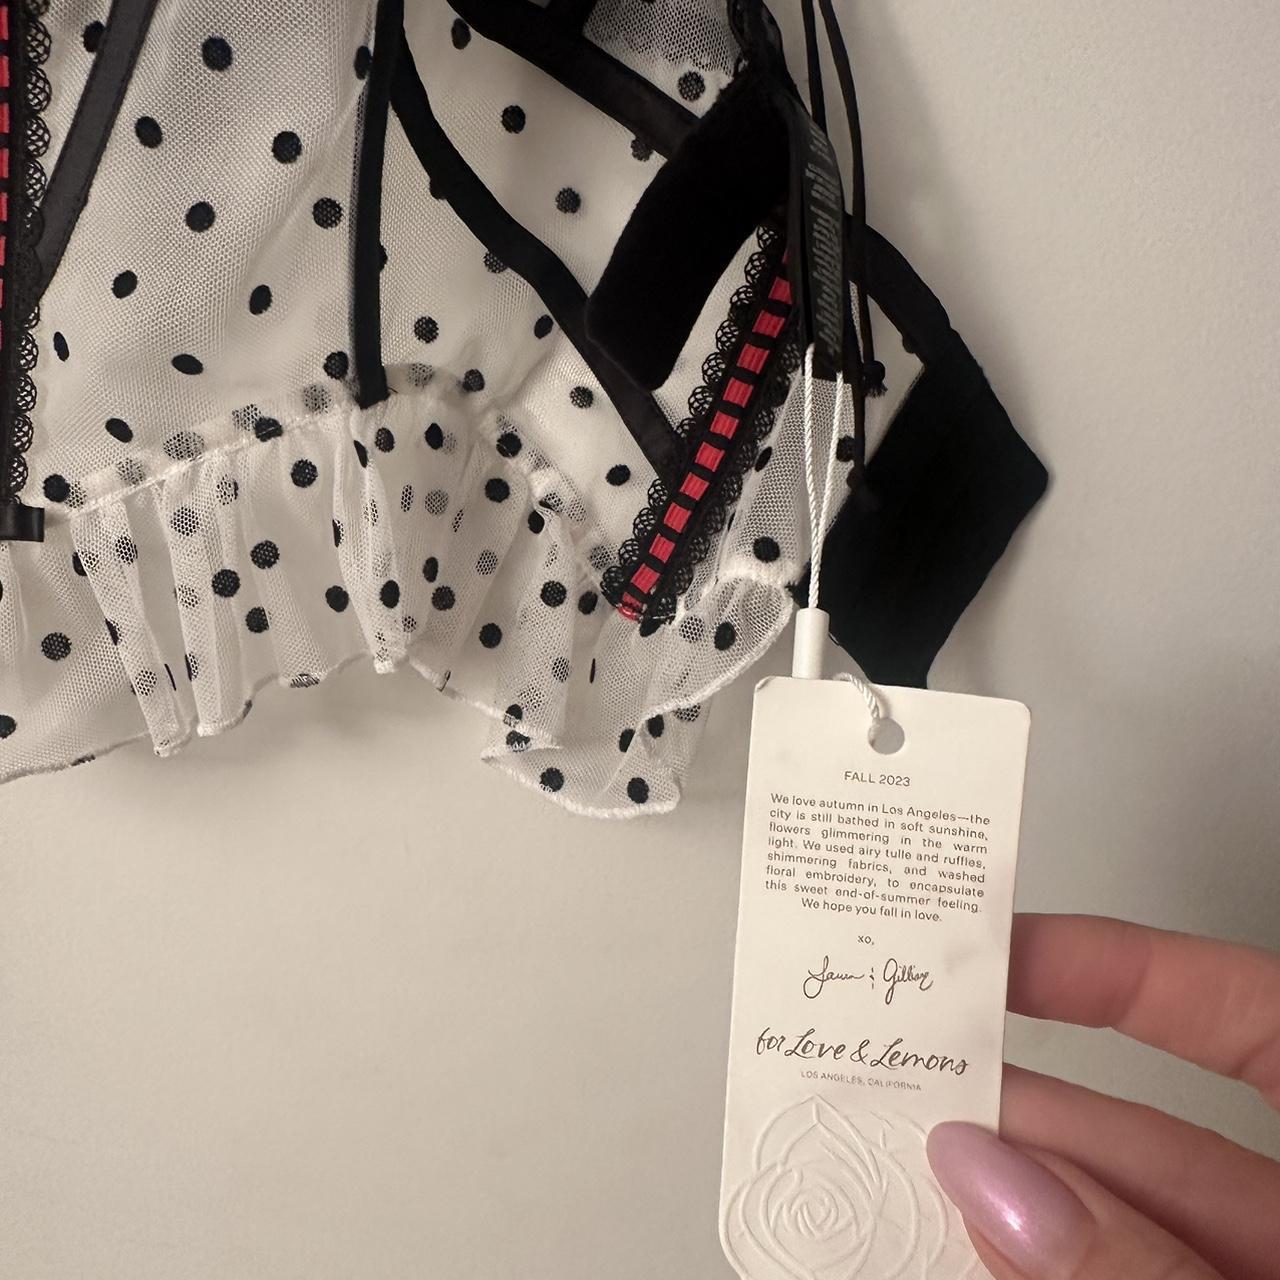 FALL 2023
We love autumn in Los Angeles—the
city is still bathed in soft sunshine,
flowers glimmering in the warm
light. We used airy tulle and ruffles,
shimmering fabrics, and washed
floral embroidery, to encapsulate
this sweet end-of-summer feeling.
We hope you fall in love.
xo,
Laura & Gillian
for Love & Lemons
LOS ANGELES, CALIFORNIA